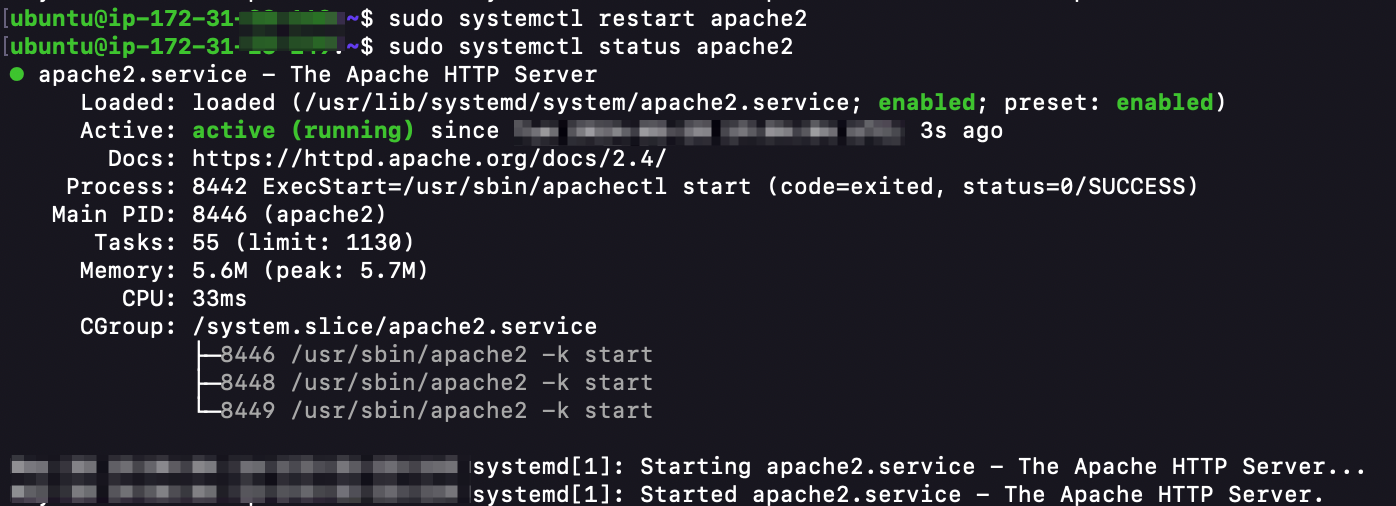 [ubuntu@ip-172-31-:~$ sudo systemctl restart apache2
[ubuntu@ip-172-31-:~$ sudo systemctl status apache2
● apache2.service - The Apache HTTP Server
Loaded: loaded (/usr/lib/systemd/system/apache2.service; enabled; preset: enabled)
Active: active (running) since 3s ago
Docs: https://httpd.apache.org/docs/2.4/
Process: 8442 ExecStart=/usr/sbin/apachectl start (code=exited, status=0/SUCCESS)
Main PID: 8446 (apache2)
Tasks: 55 (limit: 1130)
Memory: 5.6M (peak: 5.7M)
CPU: 33ms
CGroup: /system.slice/apache2.service
├─8446 /usr/sbin/apache2 -k start
├─8448 /usr/sbin/apache2 -k start
└─8449 /usr/sbin/apache2 -k start
systemd[1]: Starting apache2.service - The Apache HTTP Server...
systemd[1]: Started apache2.service - The Apache HTTP Server.